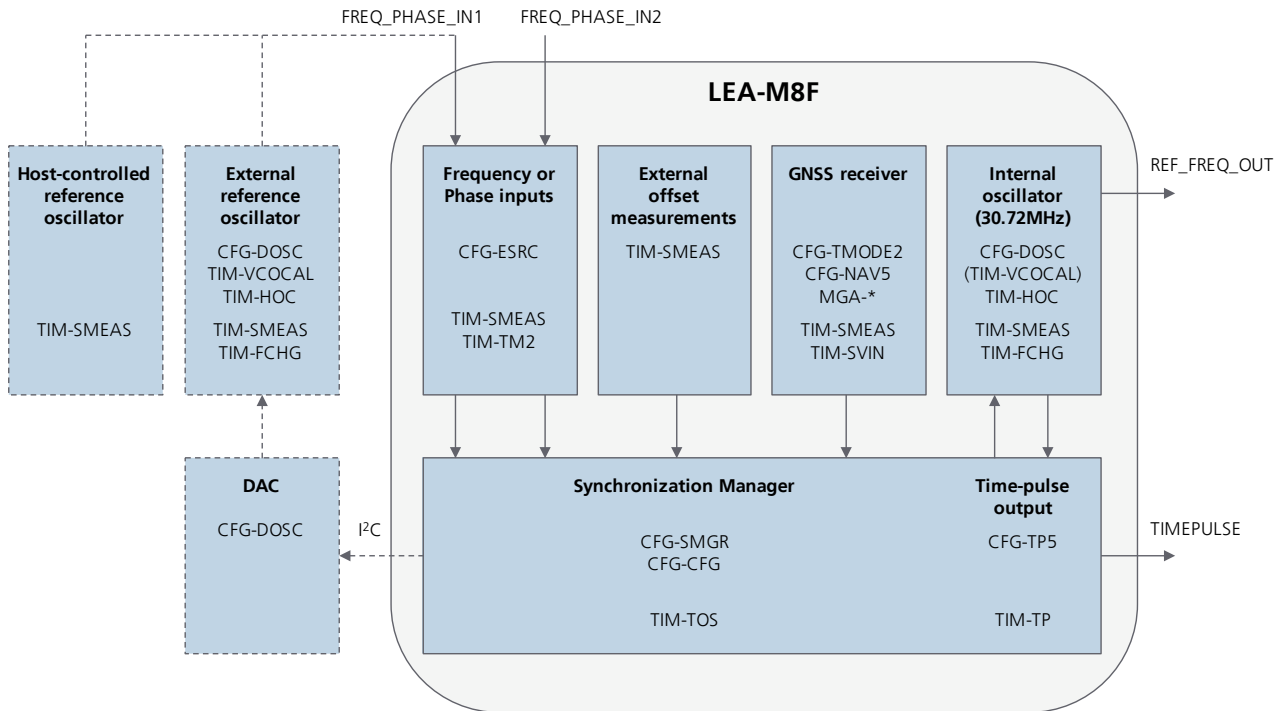 FREQ_PHASE_IN1
FREQ_PHASE_IN2
LEA-M8F
Host-controlled
reference
oscillator
TIM-SMEAS
External
reference
oscillator
CFG-DOSC
TIM-VCOCAL
TIM-HOC
TIM-SMEAS
TIM-FCHG
Frequency or
Phase inputs
CFG-ESRC
TIM-SMEAS
TIM-TM2
External
offset
measurements
TIM-SMEAS
GNSS receiver
CFG-TMODE2
CFG-NAV5
MGA-*
TIM-SMEAS
TIM-SVIN
Internal
oscillator
(30.72MHz)
CFG-DOSC
(TIM-VCOCAL)
TIM-HOC
TIM-SMEAS
TIM-FCHG
REF_FREQ_OUT
DAC
CFG-DOSC
I²C
Synchronization Manager
CFG-SMGR
CFG-CFG
TIM-TOS
Time-pulse
output
CFG-TP5
TIM-TP
TIMEPULSE